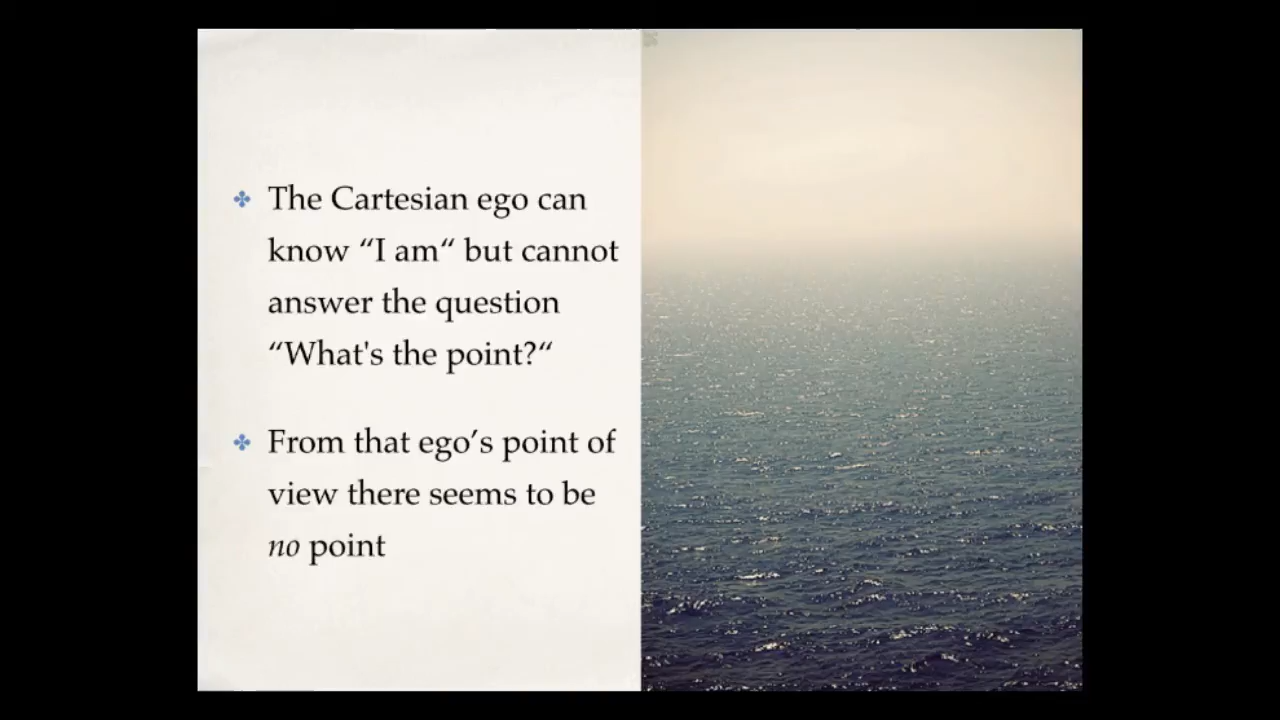 The Cartesian ego can
know “I am“ but cannot
answer the question
“What's the point?“
From that ego’s point of
view there seems to be
no point